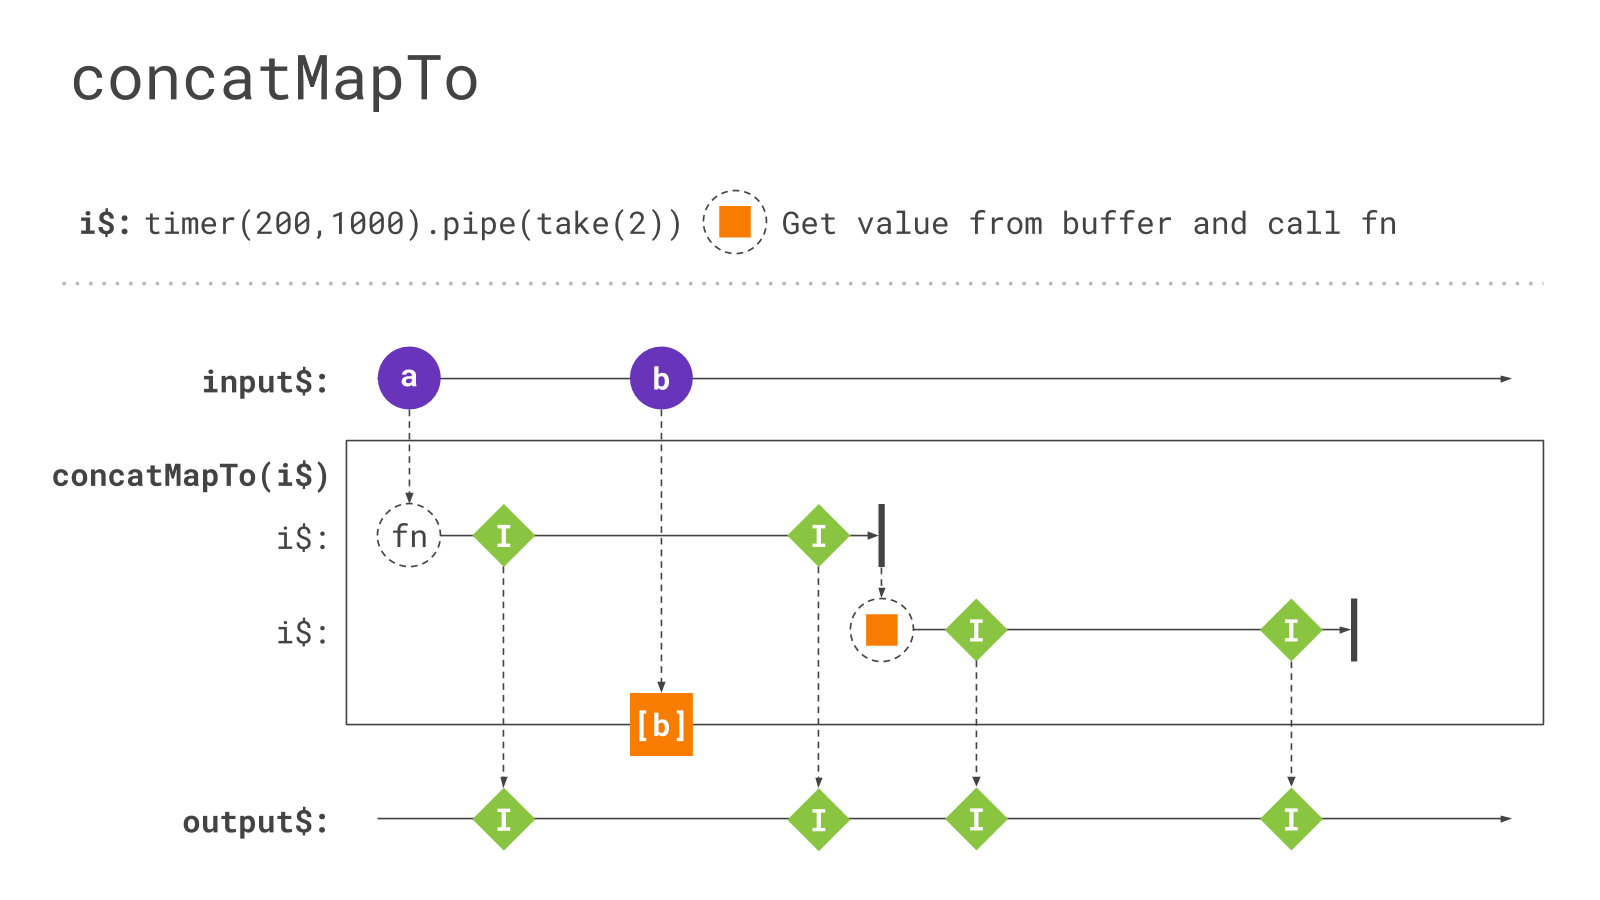 concatMapTo
i$: timer(200,1000).pipe(take(2)) Get value from buffer and call fn
input$: a b
concatMapTo(i$)
i$: fn I I
i$: I I
[b]
output$: I I I I